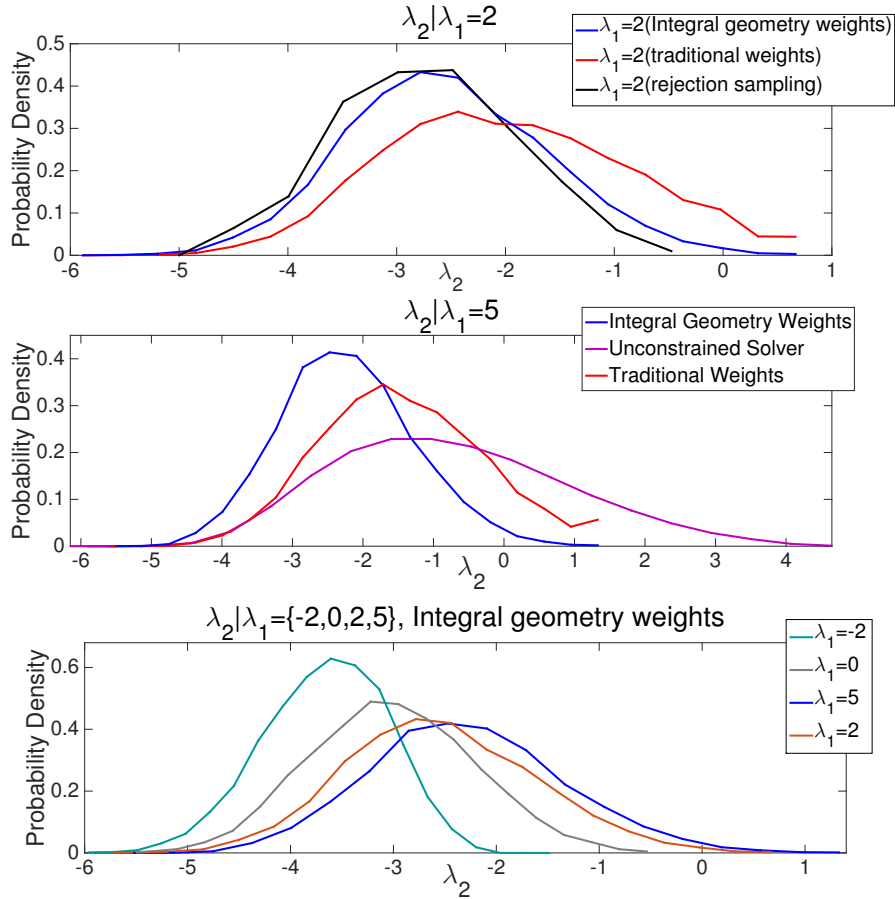 λ₂|λ₁=2
λ₁=2(Integral geometry weights)
λ₁=2(traditional weights)
λ₁=2(rejection sampling)
Probability Density
0.5
0.4
0.3
0.2
0.1
0
-6 -5 -4 -3 -2 -1 0 1
λ₂
λ₂|λ₁=5
Integral Geometry Weights
Unconstrained Solver
Traditional Weights
Probability Density
0.4
0.3
0.2
0.1
0
-6 -5 -4 -3 -2 -1 0 1 2 3 4
λ₂
λ₂|λ₁={-2,0,2,5}, Integral geometry weights
λ₁=-2
λ₁=0
λ₁=5
λ₁=2
Probability Density
0.6
0.4
0.2
0
-6 -5 -4 -3 -2 -1 0 1
λ₂